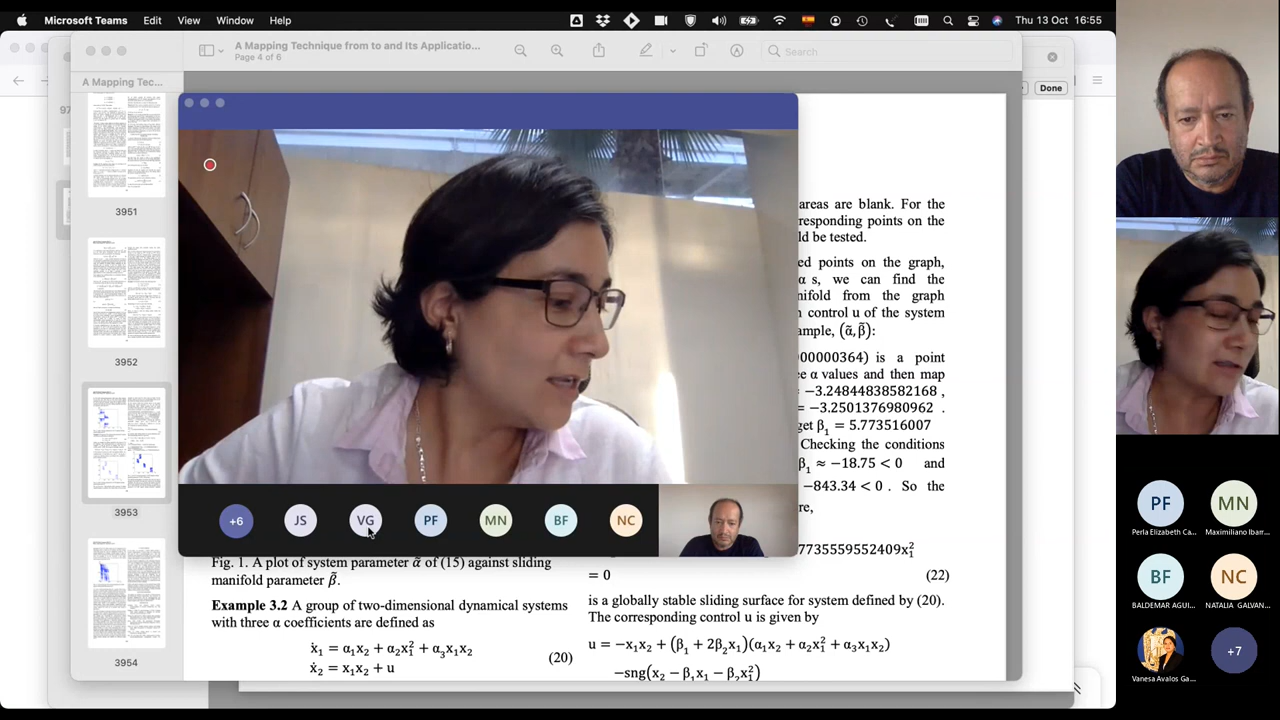 Microsoft Teams Edit View Window Help Thu 13 Oct 16:55
A Mapping Technique from to and Its Applicatio...
Page 4 of 6
Search
A Mapping Tec...
97
Done
3951
3952
3953
3954
areas are blank. For the
responding points on the
ld be tested.
ed points on the graph,
α s, we can find the
nifold from the graph
n control u of the system
ample, (α̃, β̃):
000000364) is a point
ee α values and then map
= −3.24844838582168 ,
= −3.2501376980962 .
get β₁ = 5.773516007
Checking the conditions
β₁ ≈ −18.75 < 0 and
−843.34 < 0 . So the
re,
7735559552409x₁²
= 0 (22)
is a globally stable sliding surface for system defined by (20).
The corresponding control u is given by
u = −x₁x₂ + (β₁ + 2β₂x₁)(α₁x₂ + α₂x₁² + α₃x₁x₂)
−sng(x₂ − β₁x₁ − β₂x₁²)
+6 JS VG PF MN BF NC
Fig. 1. A plot of system parameter α̃ of (15) against sliding
manifold parameter β̃.
Example 3.2 A group of two-dimensional dynamical systems
with three α coefficients are defined as
ẋ₁ = α₁x₂ + α₂x₁² + α₃x₁x₂
ẋ₂ = x₁x₂ + u (20)
PF MN
Perla Elizabeth Ca... Maximiliano Ibarr...
BF NC
BALDEMAR AGUI... NATALIA GALVAN...
+7
Vanesa Avalos Ga...